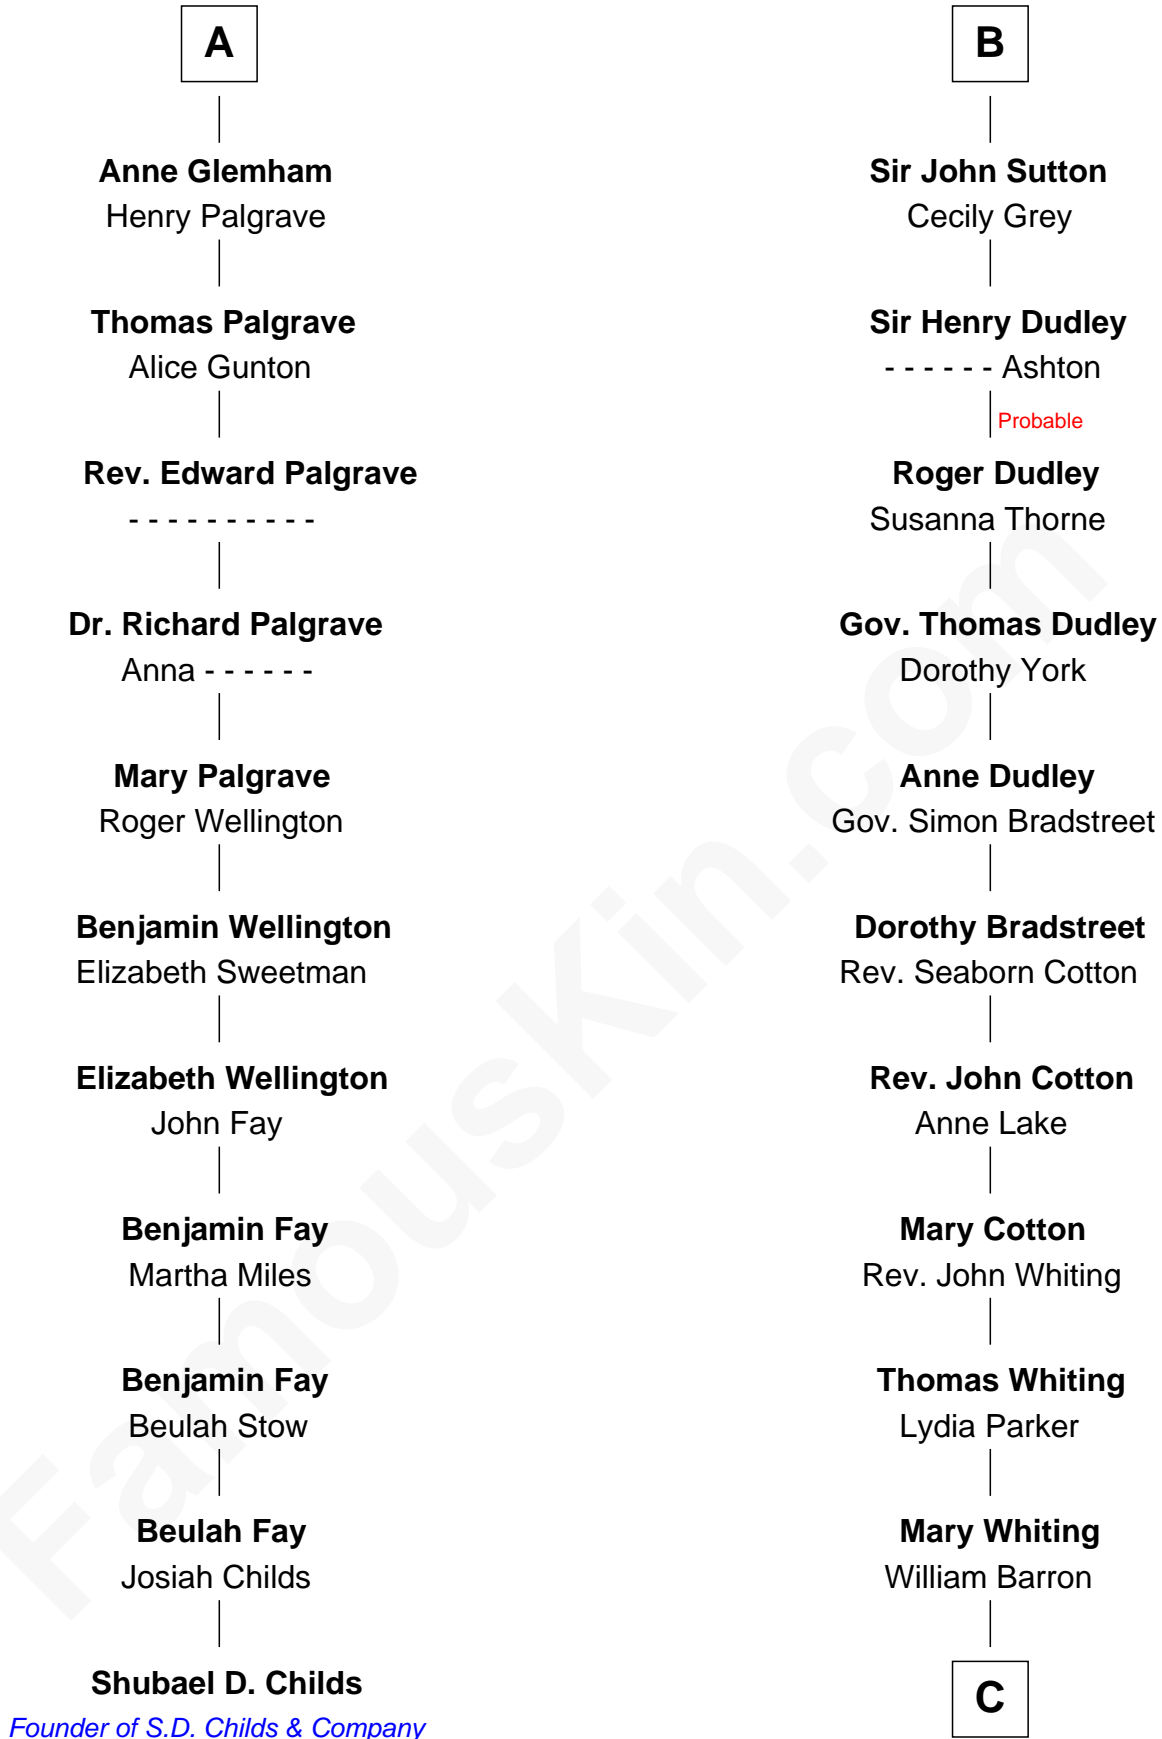 A
Anne Glemham
Henry Palgrave
Thomas Palgrave
Alice Gunton
Rev. Edward Palgrave
- - - - - - - - - -
Dr. Richard Palgrave
Anna - - - - - -
Mary Palgrave
Roger Wellington
Benjamin Wellington
Elizabeth Sweetman
Elizabeth Wellington
John Fay
Benjamin Fay
Martha Miles
Benjamin Fay
Beulah Stow
Beulah Fay
Josiah Childs
Shubael D. Childs
Founder of S.D. Childs & Company
B
Sir John Sutton
Cecily Grey
Sir Henry Dudley
- - - - - - Ashton
Probable
Roger Dudley
Susanna Thorne
Gov. Thomas Dudley
Dorothy York
Anne Dudley
Gov. Simon Bradstreet
Dorothy Bradstreet
Rev. Seaborn Cotton
Rev. John Cotton
Anne Lake
Mary Cotton
Rev. John Whiting
Thomas Whiting
Lydia Parker
Mary Whiting
William Barron
C
FamousKin.com